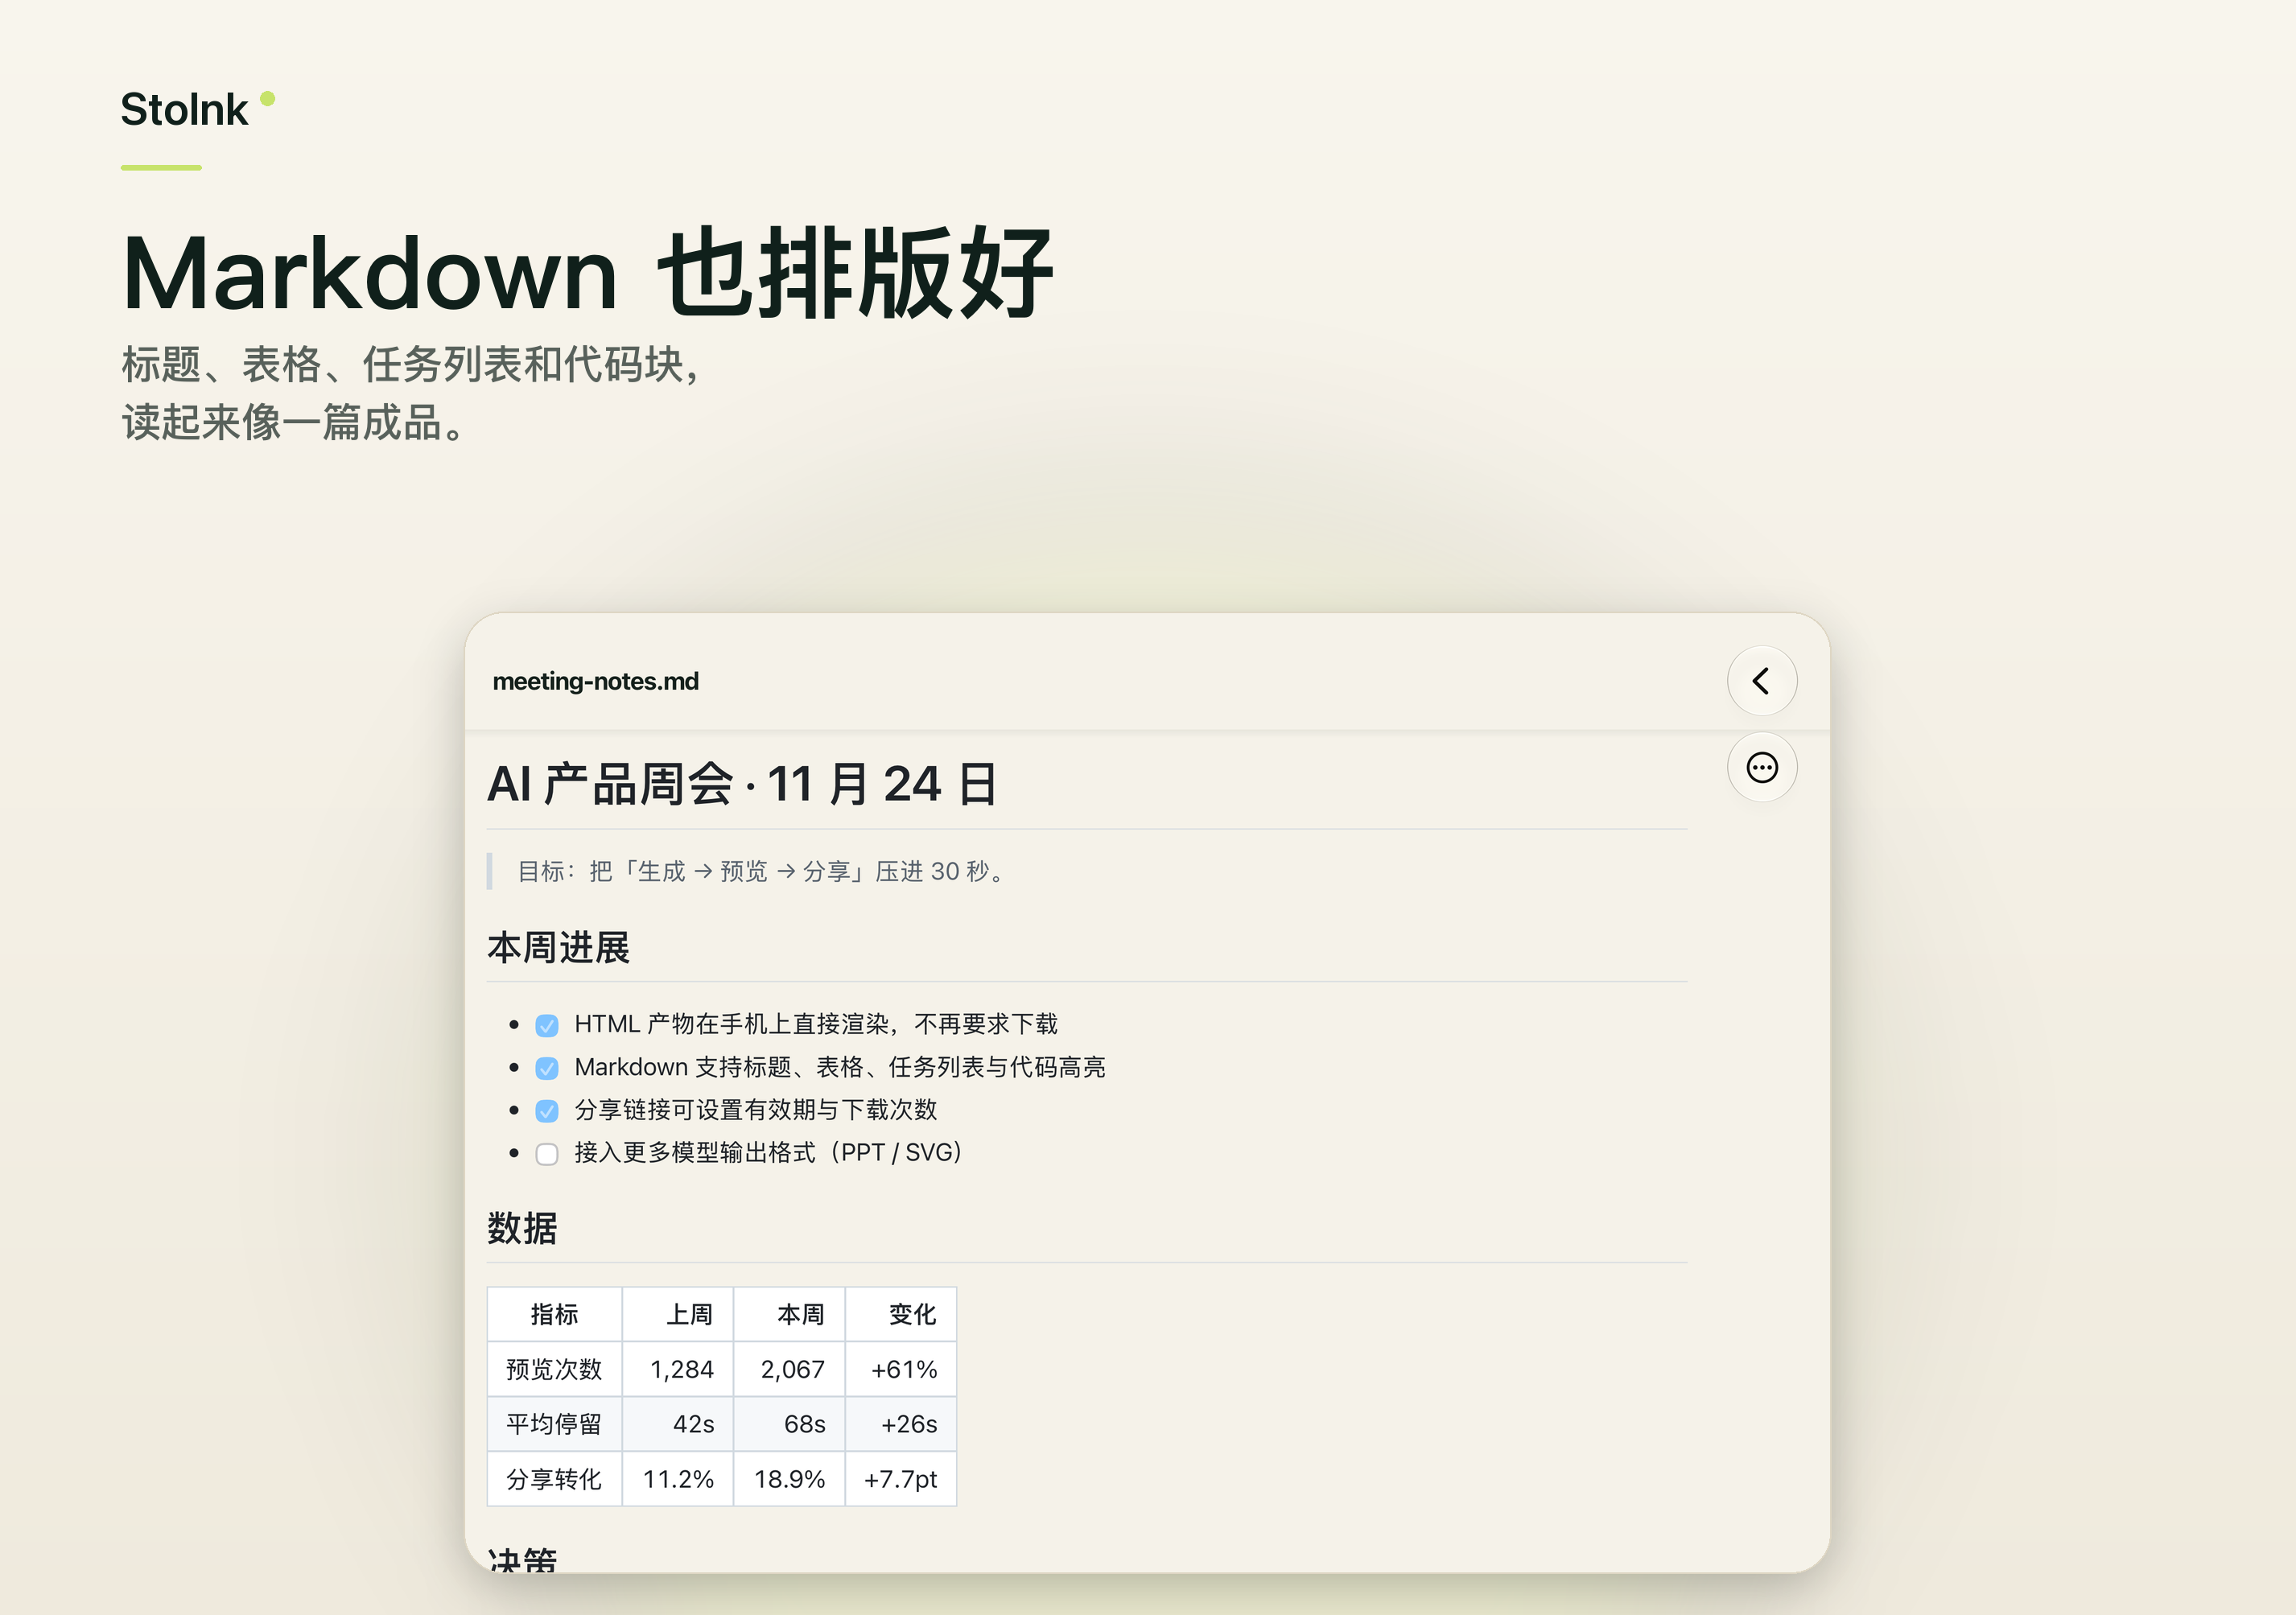 Stolnk
Markdown 也排版好
标题、表格、任务列表和代码块，
读起来像一篇成品。
meeting-notes.md
AI 产品周会 · 11 月 24 日
目标：把「生成 → 预览 → 分享」压进 30 秒。
本周进展
HTML 产物在手机上直接渲染，不再要求下载
Markdown 支持标题、表格、任务列表与代码高亮
分享链接可设置有效期与下载次数
接入更多模型输出格式（PPT / SVG）
数据
指标 上周 本周 变化
预览次数 1,284 2,067 +61%
平均停留 42s 68s +26s
分享转化 11.2% 18.9% +7.7pt
决策